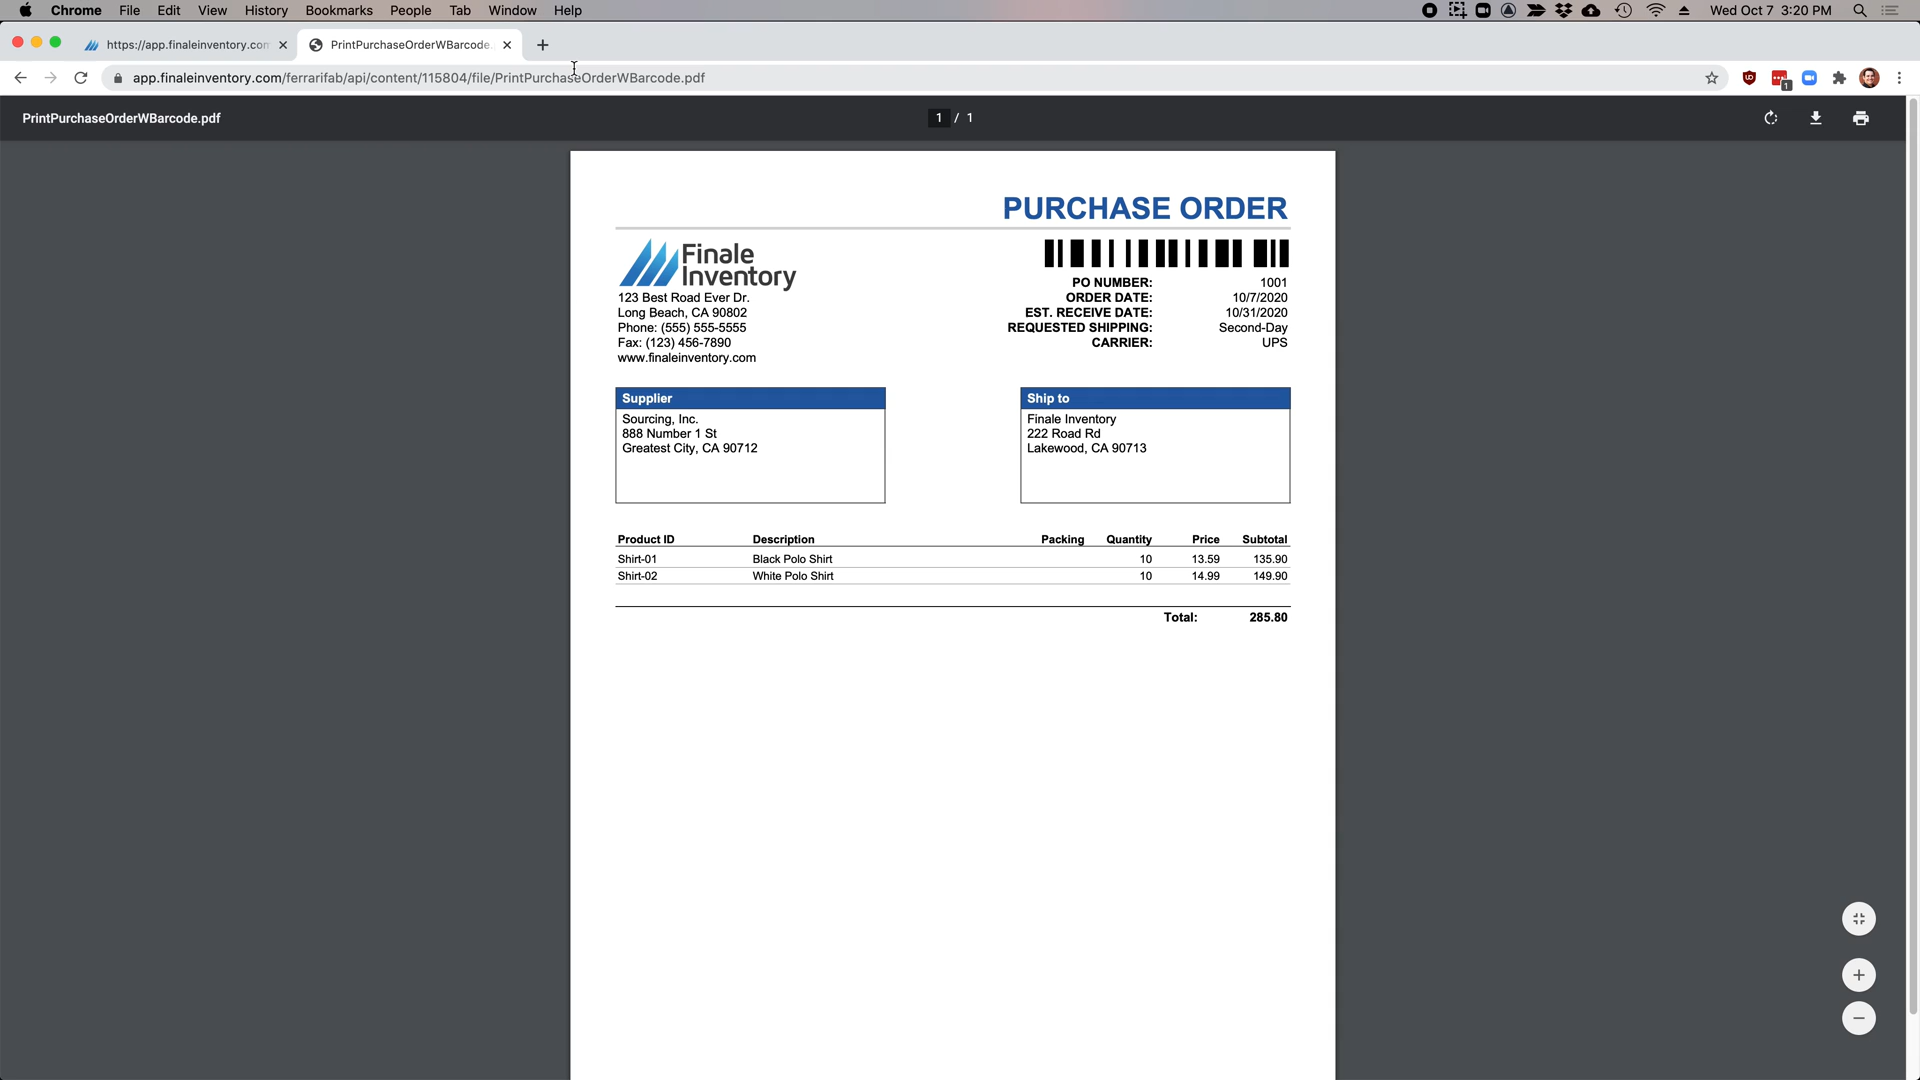 Chrome File Edit View History Bookmarks People Tab Window Help Wed Oct 7 3:20 PM
https://app.finaleinventory.com PrintPurchaseOrderWBarcode.
app.finaleinventory.com/ferrarifab/api/content/115804/file/PrintPurchaseOrderWBarcode.pdf
1
PrintPurchaseOrderWBarcode.pdf 1 / 1
PURCHASE ORDER
Finale
Inventory
123 Best Road Ever Dr.
Long Beach, CA 90802
Phone: (555) 555-5555
Fax: (123) 456-7890
www.finaleinventory.com
PO NUMBER: 1001
ORDER DATE: 10/7/2020
EST. RECEIVE DATE: 10/31/2020
REQUESTED SHIPPING: Second-Day
CARRIER: UPS
Supplier
Sourcing, Inc.
888 Number 1 St
Greatest City, CA 90712
Ship to
Finale Inventory
222 Road Rd
Lakewood, CA 90713
Product ID Description Packing Quantity Price Subtotal
Shirt-01 Black Polo Shirt 10 13.59 135.90
Shirt-02 White Polo Shirt 10 14.99 149.90
Total: 285.80